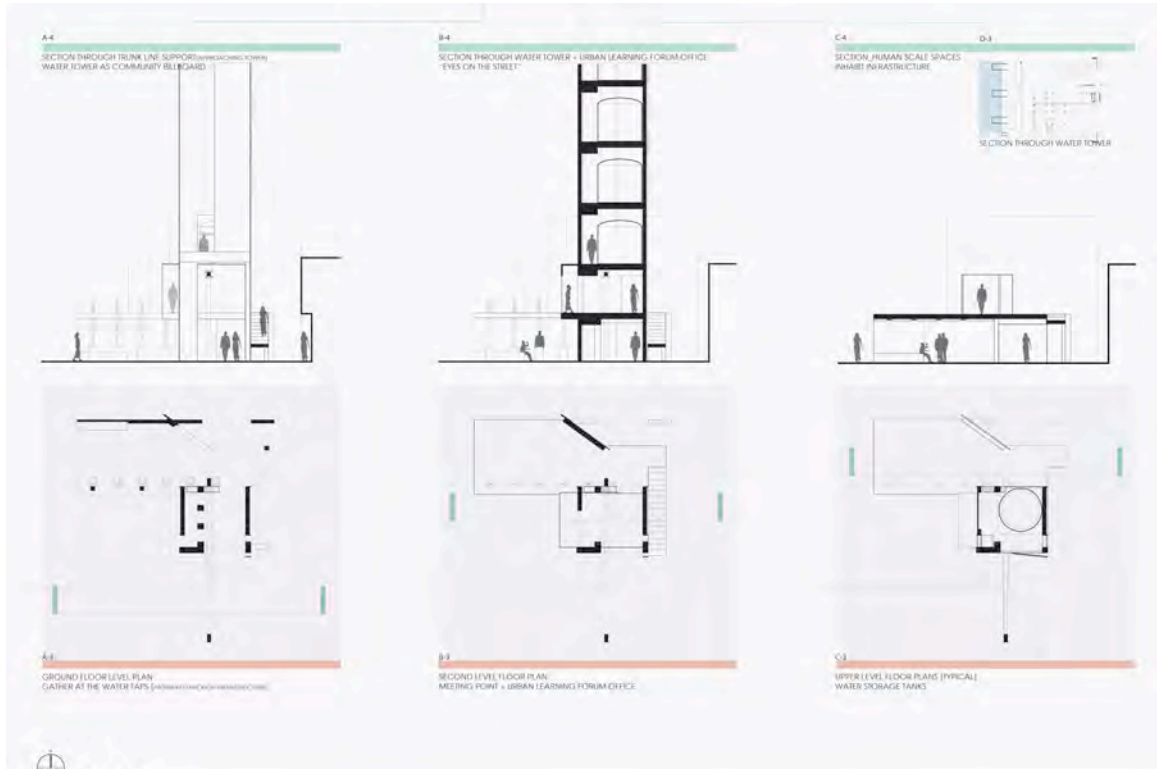 A-4
SECTION THROUGH TRUNK LINE SUPPORT (APPROACHING TOWER)
WATER TOWER AS COMMUNITY BILLBOARD
B-4
SECTION THROUGH WATER TOWER + URBAN LEARNING FORUM OFFICE
"EYES ON THE STREET"
C-4
SECTION_HUMAN SCALE SPACES
INHABIT INFRASTRUCTURE
D-3
SECTION THROUGH WATER TOWER
A-3
GROUND FLOOR LEVEL PLAN
GATHER AT THE WATER TAPS
B-3
SECOND LEVEL FLOOR PLAN
MEETING POINT + URBAN LEARNING FORUM OFFICE
C-3
UPPER LEVEL FLOOR PLANS (TYPICAL)
WATER STORAGE TANKS